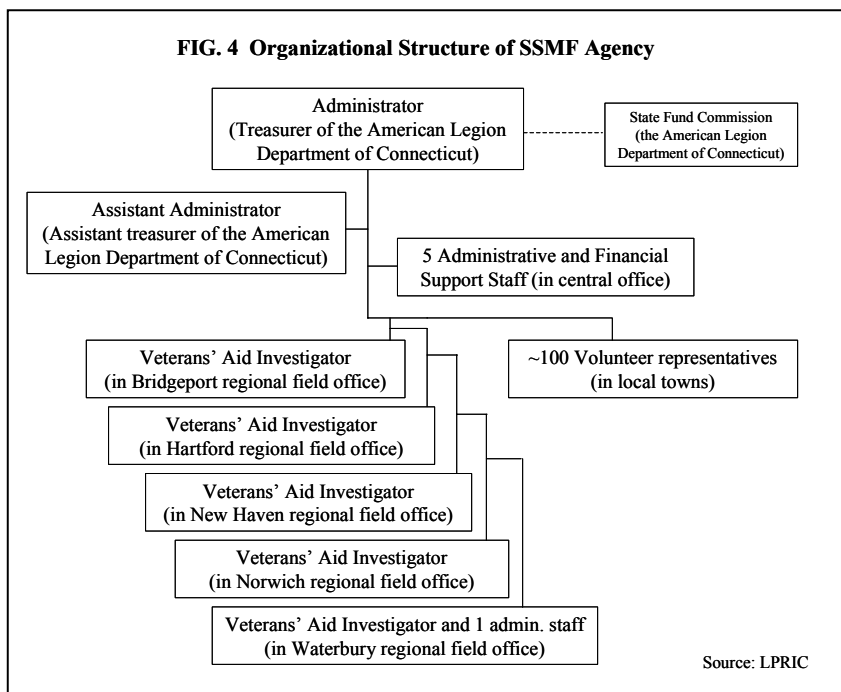 FIG. 4 Organizational Structure of SSMF Agency
Administrator
(Treasurer of the American Legion
Department of Connecticut)
State Fund Commission
(the American Legion
Department of Connecticut)
Assistant Administrator
(Assistant treasurer of the American
Legion Department of Connecticut)
5 Administrative and Financial
Support Staff (in central office)
Veterans’ Aid Investigator
(in Bridgeport regional field office)
~100 Volunteer representatives
(in local towns)
Veterans’ Aid Investigator
(in Hartford regional field office)
Veterans’ Aid Investigator
(in New Haven regional field office)
Veterans’ Aid Investigator
(in Norwich regional field office)
Veterans’ Aid Investigator and 1 admin. staff
(in Waterbury regional field office)
Source: LPRIC